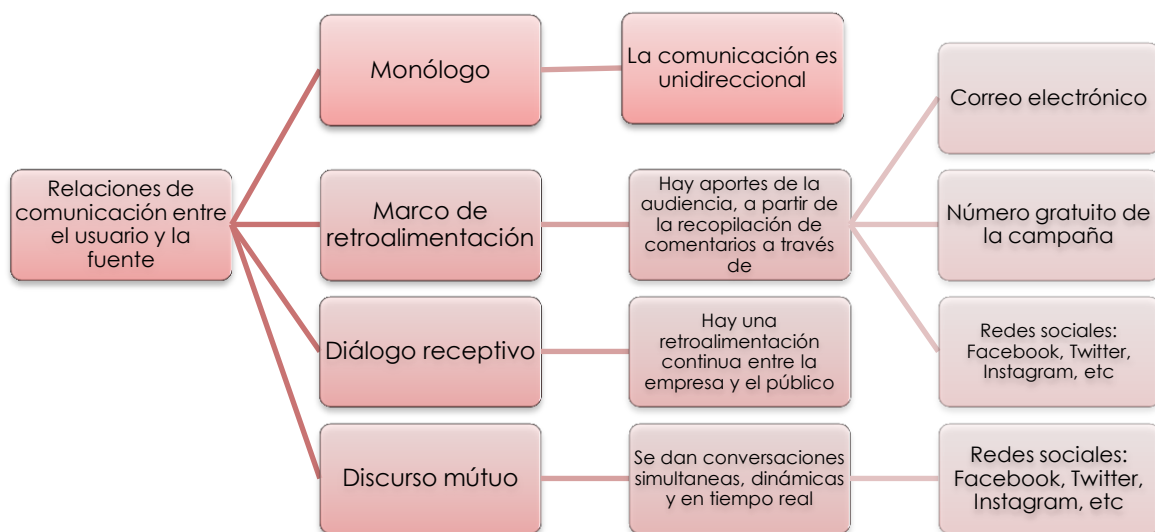 Relaciones de
comunicación entre
el usuario y la
fuente
Monólogo
La comunicación es
unidireccional
Marco de
retroalimentación
Hay aportes de la
audiencia, a partir de
la recopilación de
comentarios a través
de
Correo electrónico
Número gratuito de
la campaña
Redes sociales:
Facebook, Twitter,
Instagram, etc
Diálogo receptivo
Hay una
retroalimentación
continua entre la
empresa y el público
Discurso mútuo
Se dan conversaciones
simultaneas, dinámicas
y en tiempo real
Redes sociales:
Facebook, Twitter,
Instagram, etc